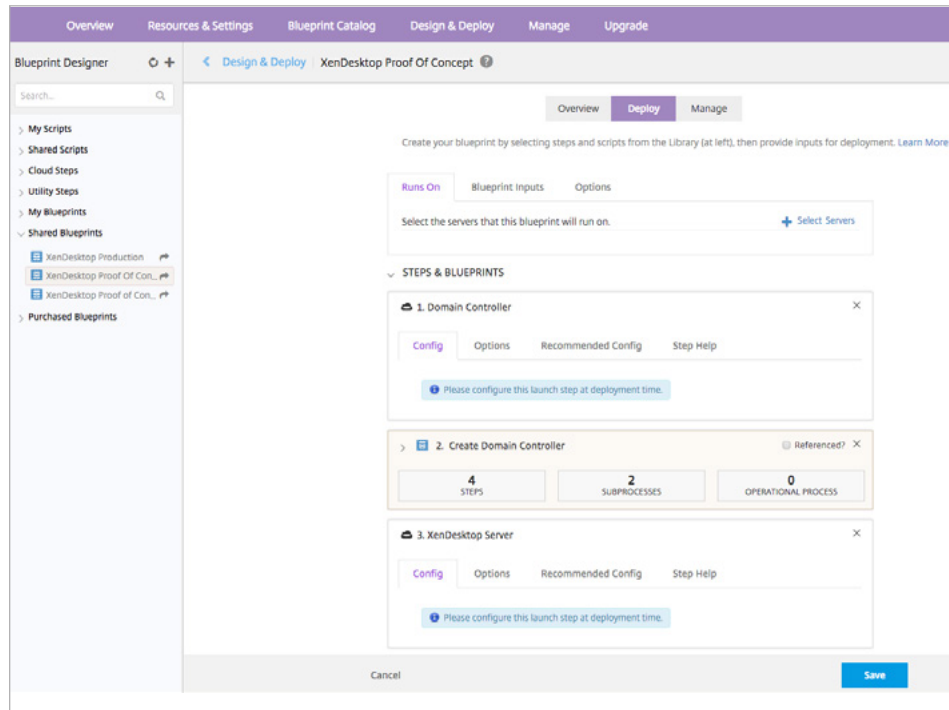 Overview Resources & Settings Blueprint Catalog Design & Deploy Manage Upgrade
Blueprint Designer
Design & Deploy XenDesktop Proof Of Concept ?
Search...
Overview Deploy Manage
My Scripts
Shared Scripts
Cloud Steps
Utility Steps
My Blueprints
Shared Blueprints
XenDesktop Production
XenDesktop Proof Of Con...
XenDesktop Proof of Con...
Purchased Blueprints
Create your blueprint by selecting steps and scripts from the Library (at left), then provide inputs for deployment. Learn More
Runs On Blueprint Inputs Options
Select the servers that this blueprint will run on. Select Servers
STEPS & BLUEPRINTS
1. Domain Controller
Config Options Recommended Config Step Help
Please configure this launch step at deployment time.
2. Create Domain Controller Referenced?
4 2 0
STEPS SUBPROCESSES OPERATIONAL PROCESS
3. XenDesktop Server
Config Options Recommended Config Step Help
Please configure this launch step at deployment time.
Cancel Save